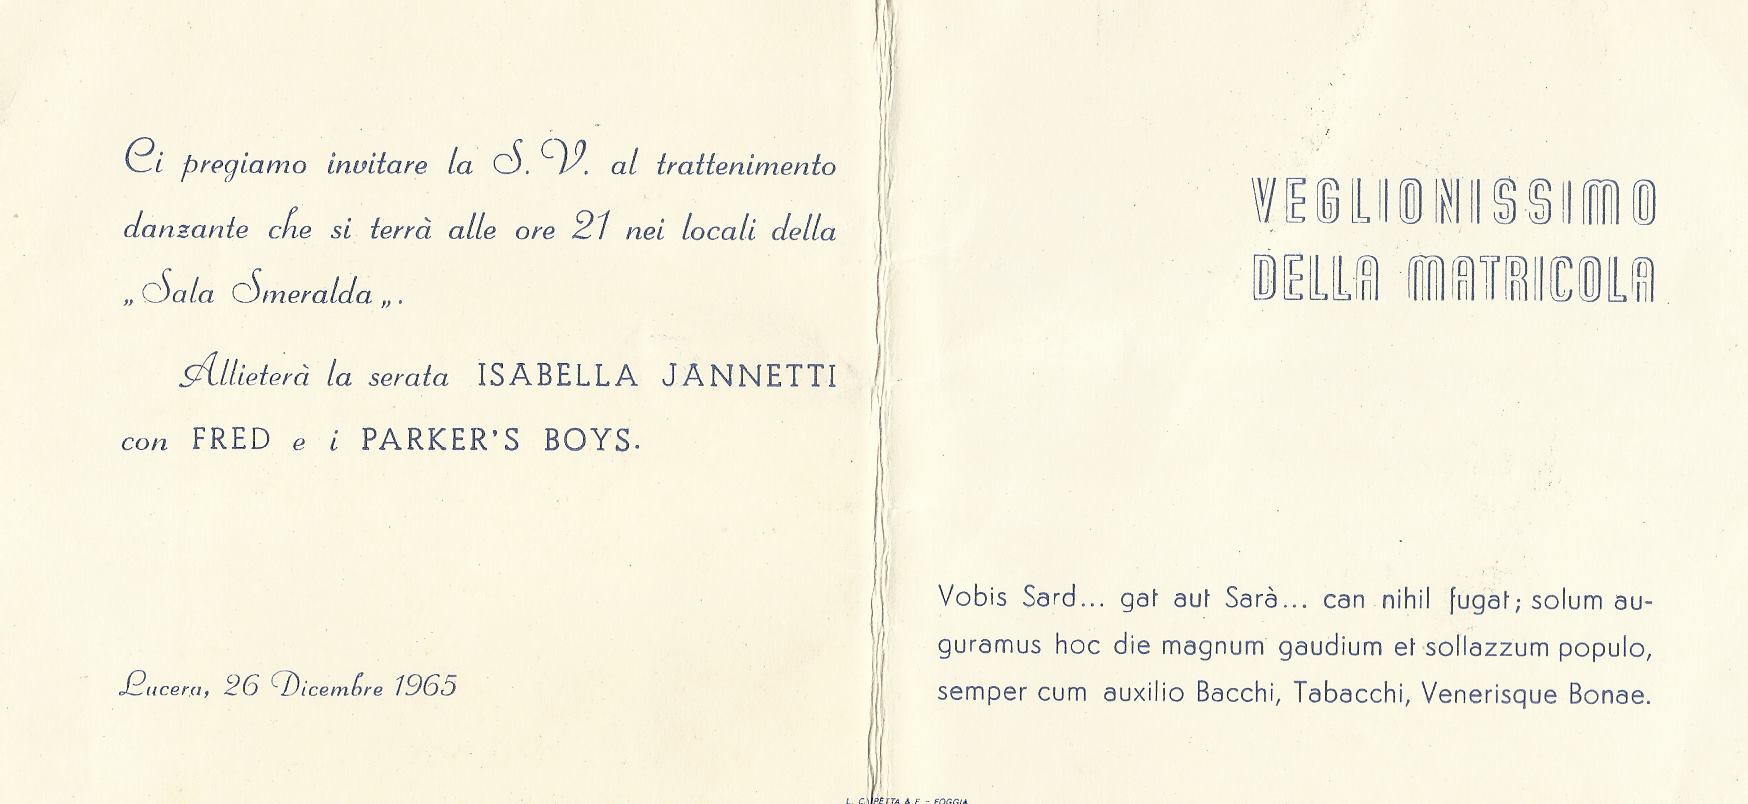 Ci pregiamo invitare la S. V. al trattenimento
danzante che si terrà alle ore 21 nei locali della
„ Sala Smeralda „ .
Allieterà la serata ISABELLA JANNETTI
con FRED e i PARKER'S BOYS.
Lucera, 26 Dicembre 1965
VEGLIONISSIMO
DELLA MATRICOLA
Vobis Sard... gat aut Sarà... can nihil fugat; solum au-
guramus hoc die magnum gaudium et sollazzum populo,
semper cum auxilio Bacchi, Tabacchi, Venerisque Bonae.
& F. - FOGGIA